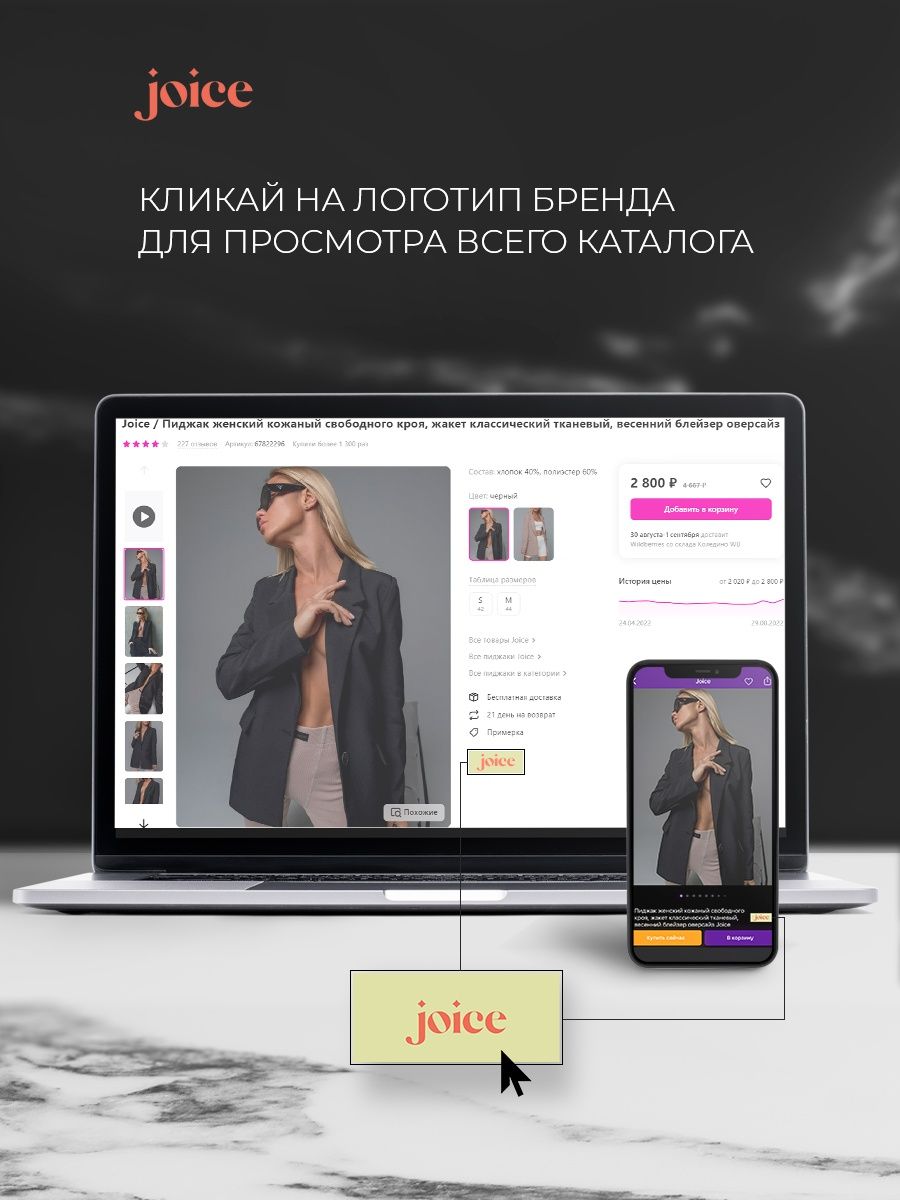 joice
КЛИКАЙ НА ЛОГОТИП БРЕНДА
ДЛЯ ПРОСМОТРА ВСЕГО КАТАЛОГА
Joice / Пиджак женский кожаный свободного кроя, жакет классический тканевый, весенний блейзер оверсайз
227 отзывов Артикул: 67822296 Купили более 1 300 раз
Состав: хлопок 40%, полиэстер 60%
Цвет: черный
Таблица размеров
S M
42 44
Все товары Joice >
Все пиджаки Joice >
Все пиджаки в категории >
Бесплатная доставка
21 день на возврат
Примерка
joice
Похожие
2 800 ₽ 4 667 ₽
Добавить в корзину
30 августа-1 сентября доставит
Wildberries со склада Коледино WB
История цены от 2 020 ₽ до 2 800 ₽
24.04.2022 29.08.2022
Joice
Пиджак женский кожаный свободного
кроя, жакет классический тканевый,
весенний блейзер оверсайз Joice
joice
Купить сейчас В корзину
joice